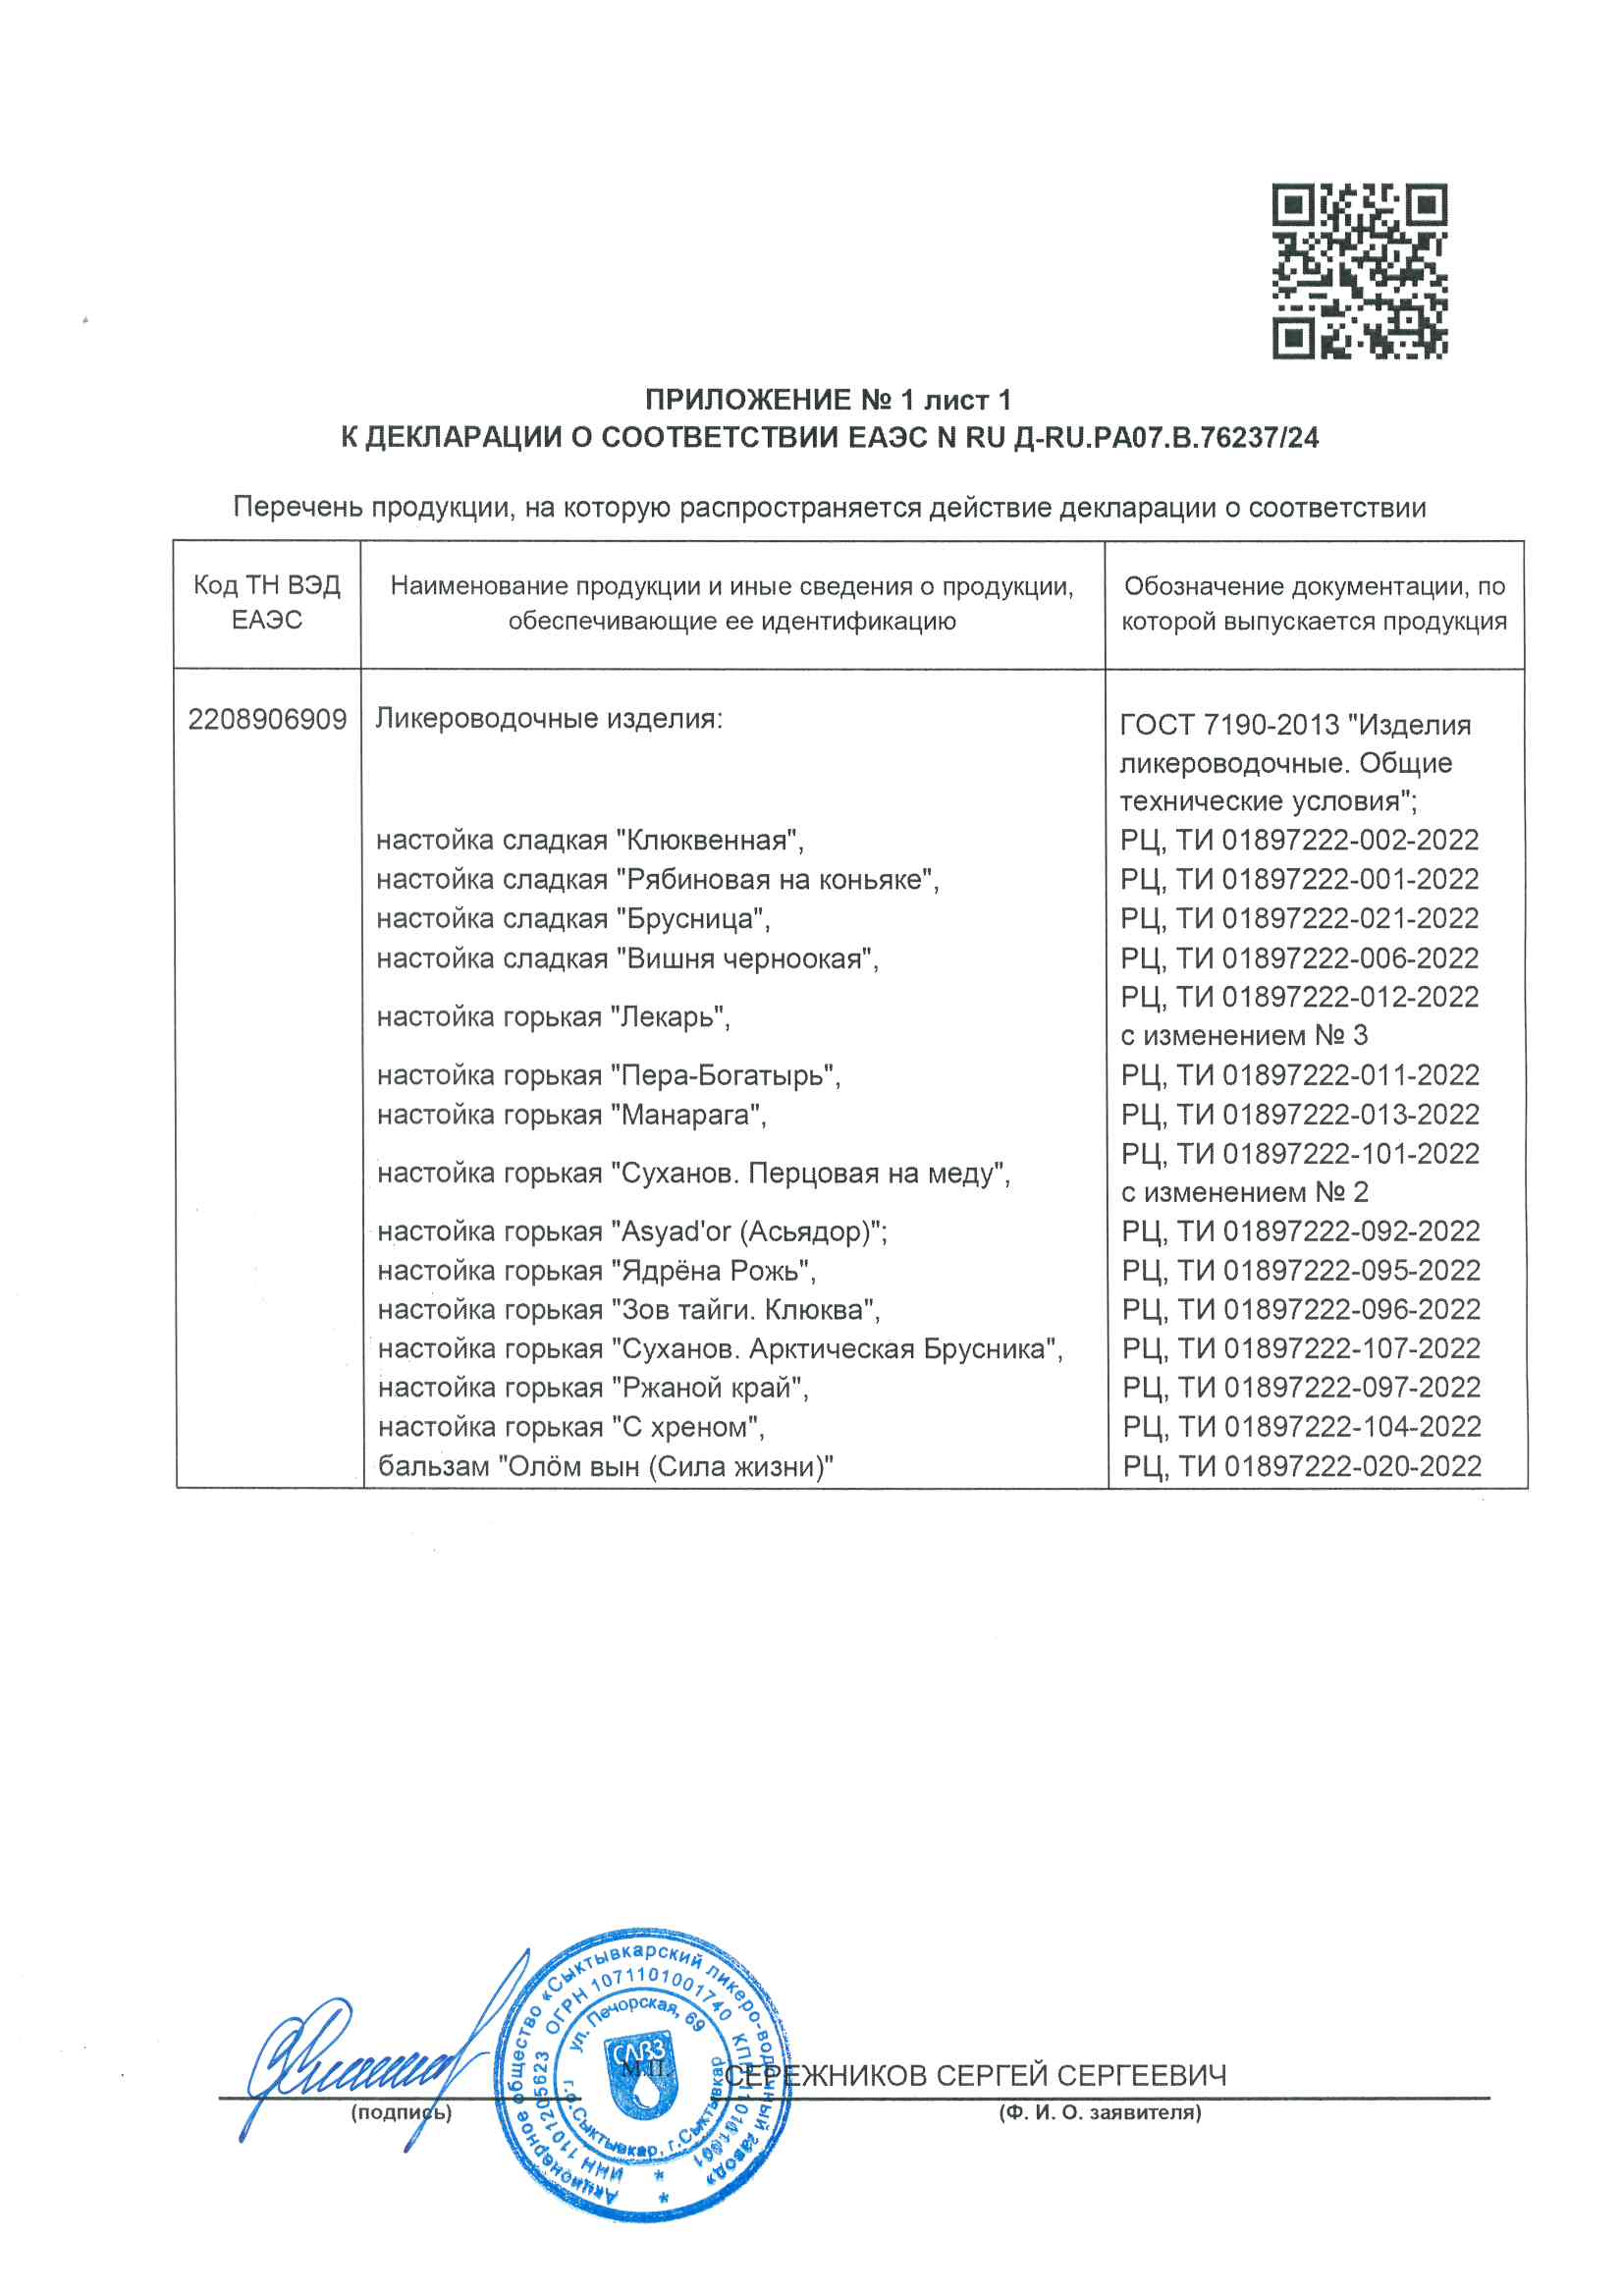 ПРИЛОЖЕНИЕ № 1 лист 1
К ДЕКЛАРАЦИИ О СООТВЕТСТВИИ ЕАЭС N RU Д-RU.РА07.В.76237/24
Перечень продукции, на которую распространяется действие декларации о соответствии
Код ТН ВЭД
ЕАЭС
Наименование продукции и иные сведения о продукции,
обеспечивающие ее идентификацию
Обозначение документации, по
которой выпускается продукция
2208906909
Ликероводочные изделия:
ГОСТ 7190-2013 "Изделия
ликероводочные. Общие
технические условия";
настойка сладкая "Клюквенная",
РЦ, ТИ 01897222-002-2022
настойка сладкая "Рябиновая на коньяке",
РЦ, ТИ 01897222-001-2022
настойка сладкая "Брусница",
РЦ, ТИ 01897222-021-2022
настойка сладкая "Вишня черноокая",
РЦ, ТИ 01897222-006-2022
настойка горькая "Лекарь",
РЦ, ТИ 01897222-012-2022
с изменением № 3
настойка горькая "Пера-Богатырь",
РЦ, ТИ 01897222-011-2022
настойка горькая "Манарага",
РЦ, ТИ 01897222-013-2022
настойка горькая "Суханов. Перцовая на меду",
РЦ, ТИ 01897222-101-2022
с изменением № 2
настойка горькая "Asyad'or (Асьядор)";
РЦ, ТИ 01897222-092-2022
настойка горькая "Ядрёна Рожь",
РЦ, ТИ 01897222-095-2022
настойка горькая "Зов тайги. Клюква",
РЦ, ТИ 01897222-096-2022
настойка горькая "Суханов. Арктическая Брусника",
РЦ, ТИ 01897222-107-2022
настойка горькая "Ржаной край",
РЦ, ТИ 01897222-097-2022
настойка горькая "С хреном",
РЦ, ТИ 01897222-104-2022
бальзам "Олöм вын (Сила жизни)"
РЦ, ТИ 01897222-020-2022
Акционерное общество «Сыктывкарский ликеро-водочный завод»
ИНН 1101205623 ОГРН 1071101001740 КПП
ул. Печорская, 69
г.о.Сыктывкар, г.Сыктывкар
СЛВЗ
М.П.
СЕРЕЖНИКОВ СЕРГЕЙ СЕРГЕЕВИЧ
(подпись)
(Ф. И. О. заявителя)